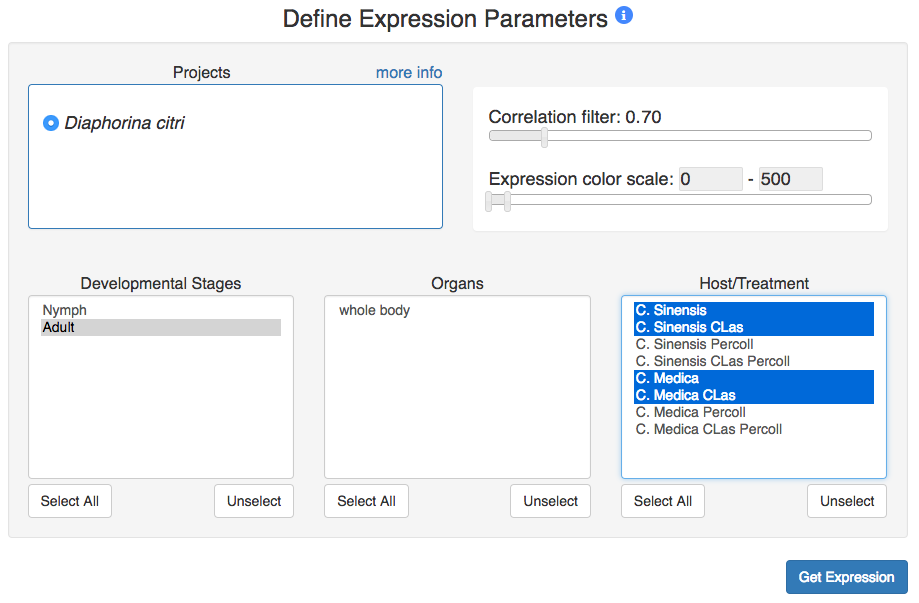 Define Expression Parameters
Projects more info
Diaphorina citri
Correlation filter: 0.70
Expression color scale: 0 - 500
Developmental Stages
Nymph
Adult
Select All Unselect
Organs
whole body
Select All Unselect
Host/Treatment
C. Sinensis
C. Sinensis CLas
C. Sinensis Percoll
C. Sinensis CLas Percoll
C. Medica
C. Medica CLas
C. Medica Percoll
C. Medica CLas Percoll
Select All Unselect
Get Expression